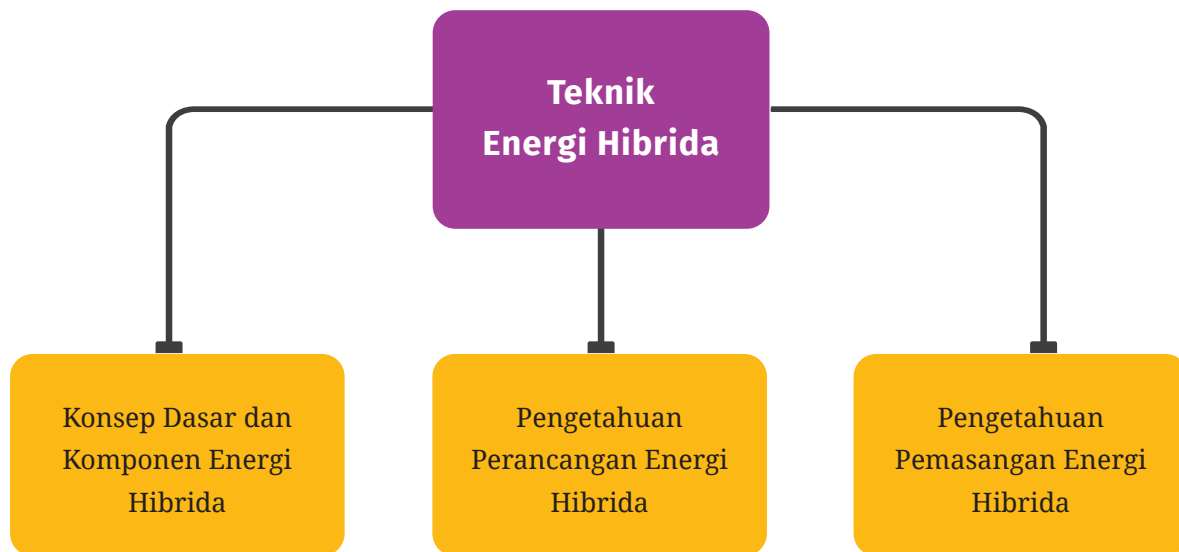 Teknik
Energi Hibrida
Konsep Dasar dan
Komponen Energi
Hibrida
Pengetahuan
Perancangan Energi
Hibrida
Pengetahuan
Pemasangan Energi
Hibrida